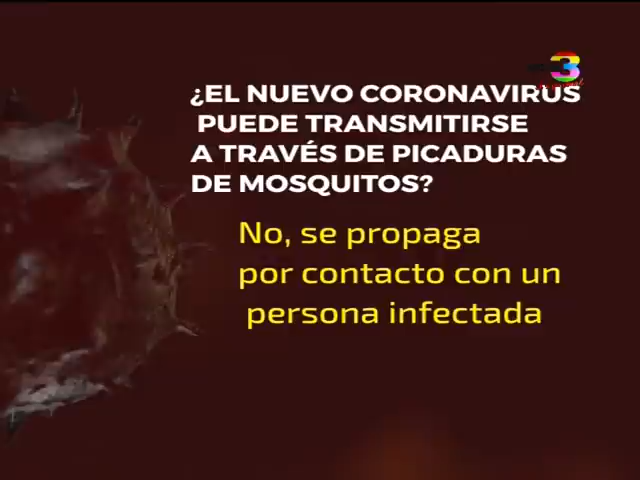 3
¿EL NUEVO CORONAVIRUS
PUEDE TRANSMITIRSE
A TRAVÉS DE PICADURAS
DE MOSQUITOS?
No, se propaga
por contacto con un
persona infectada